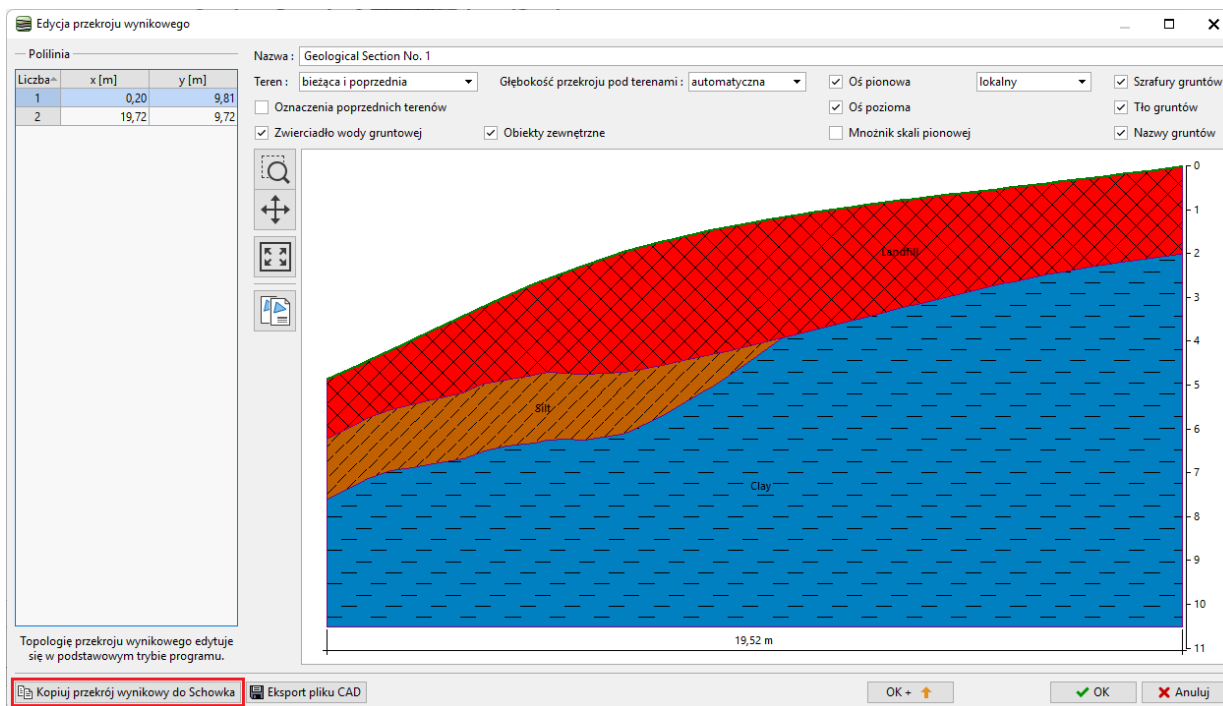 Edycja przekroju wynikowego
Polilinia
Liczba x [m] y [m]
1 0,20 9,81
2 19,72 9,72
Topologię przekroju wynikowego edytuje
się w podstawowym trybie programu.
Nazwa : Geological Section No. 1
Teren : bieżąca i poprzednia Głębokość przekroju pod terenami : automatyczna Oś pionowa lokalny Szrafury gruntów
Oznaczenia poprzednich terenów Oś pozioma Tło gruntów
Zwierciadło wody gruntowej Obiekty zewnętrzne Mnożnik skali pionowej Nazwy gruntów
0
1
Landfill 2
3
4
5
Silt
6
7
Clay
8
9
10
19,52 m
11
Kopiuj przekrój wynikowy do Schowka Eksport pliku CAD OK + OK Anuluj